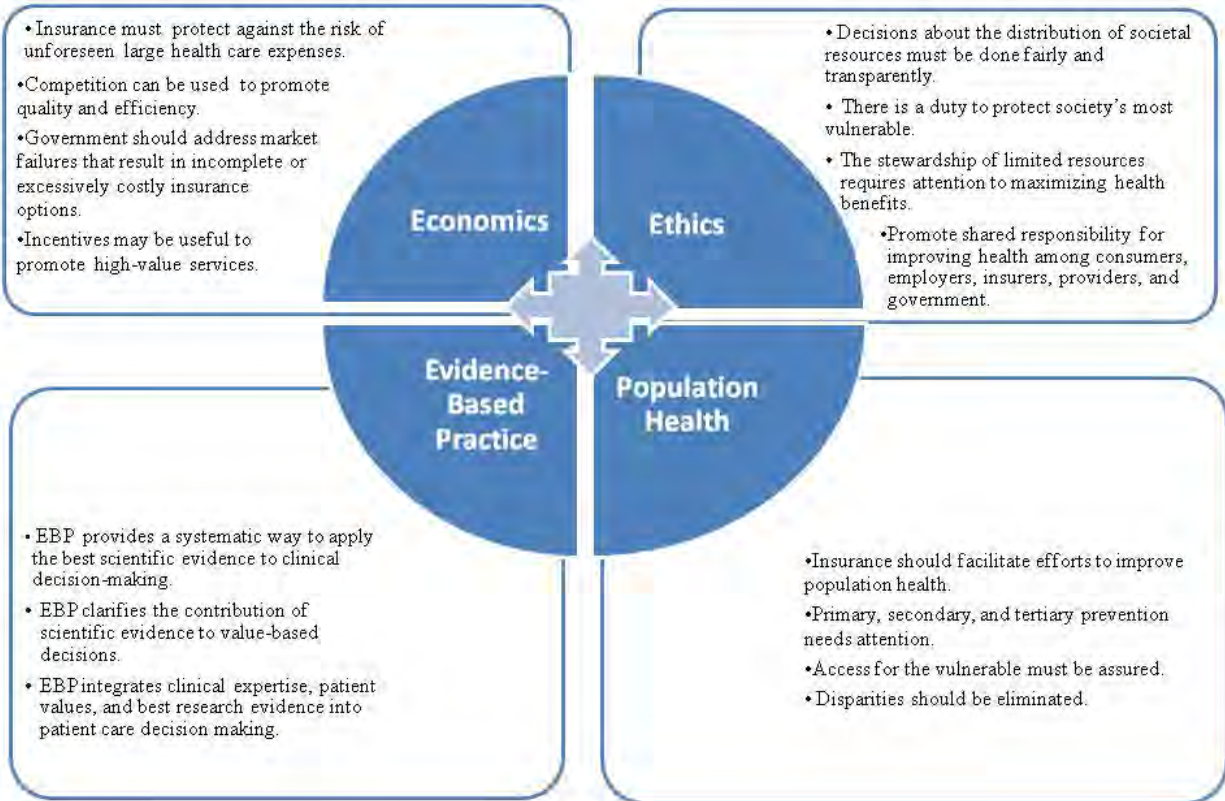 • Insurance must protect against the risk of
unforeseen large health care expenses.
•Competition can be used to promote
quality and efficiency.
•Government should address market
failures that result in incomplete or
excessively costly insurance
options.
•Incentives may be useful to
promote high-value services.
• Decisions about the distribution of societal
resources must be done fairly and
transparently.
• There is a duty to protect society's most
vulnerable.
• The stewardship of limited resources
requires attention to maximizing health
benefits.
•Promote shared responsibility for
improving health among consumers,
employers, insurers, providers, and
government.
Economics
Ethics
Evidence-
Based
Practice
Population
Health
• EBP provides a systematic way to apply
the best scientific evidence to clinical
decision-making.
• EBP clarifies the contribution of
scientific evidence to value-based
decisions.
• EBP integrates clinical expertise, patient
values, and best research evidence into
patient care decision making.
•Insurance should facilitate efforts to improve
population health.
•Primary, secondary, and tertiary prevention
needs attention.
•Access for the vulnerable must be assured.
• Disparities should be eliminated.